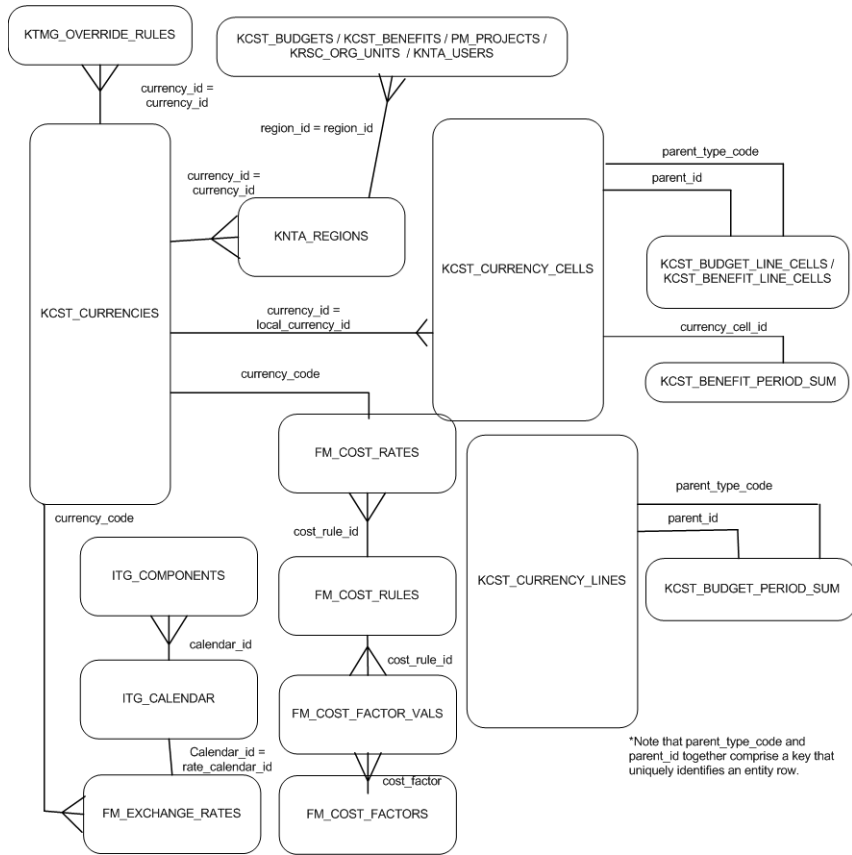 KTMG_OVERRIDE_RULES
KCST_BUDGETS / KCST_BENEFITS / PM_PROJECTS /
KRSC_ORG_UNITS / KNTA_USERS
currency_id =
currency_id
region_id = region_id
parent_type_code
currency_id =
currency_id
parent_id
KNTA_REGIONS
KCST_CURRENCY_CELLS
KCST_BUDGET_LINE_CELLS /
KCST_BENEFIT_LINE_CELLS
KCST_CURRENCIES
currency_id =
local_currency_id
currency_cell_id
currency_code
KCST_BENEFIT_PERIOD_SUM
FM_COST_RATES
parent_type_code
currency_code
parent_id
cost_rule_id
ITG_COMPONENTS
FM_COST_RULES
KCST_CURRENCY_LINES
KCST_BUDGET_PERIOD_SUM
calendar_id
cost_rule_id
ITG_CALENDAR
FM_COST_FACTOR_VALS
Calendar_id =
rate_calendar_id
*Note that parent_type_code and
parent_id together comprise a key that
uniquely identifies an entity row.
cost_factor
FM_EXCHANGE_RATES
FM_COST_FACTORS